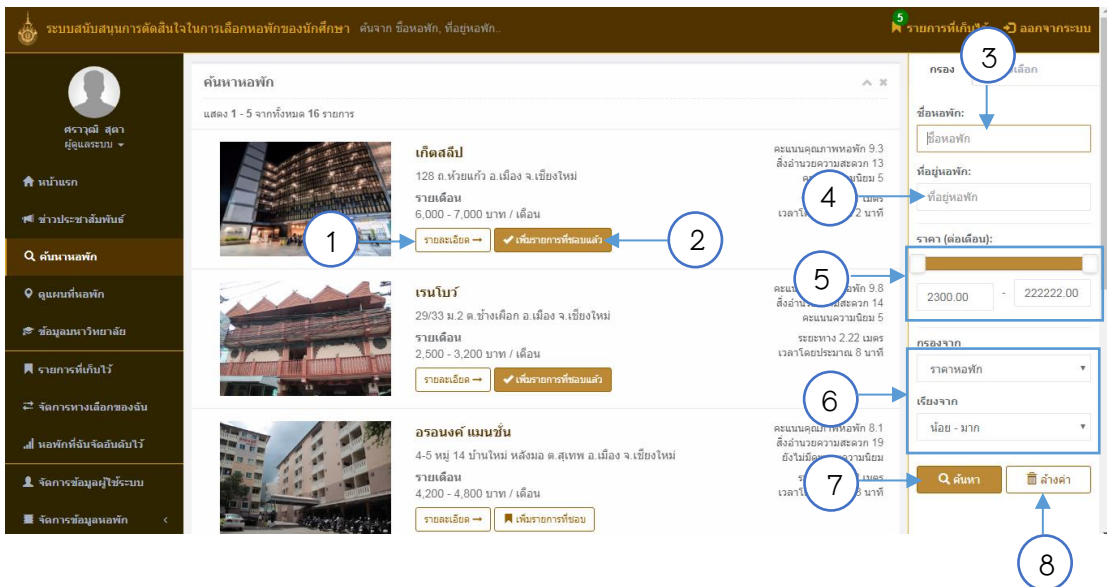 ระบบสนับสนุนการตัดสินใจในการเลือกหอพักของนักศึกษา ค้นจาก ชื่อหอพัก, ที่อยู่หอพัก..
5
รายการที่เก็บไว้ ออกจากระบบ
ศราวุฒิ สุดา
ผู้ดูแลระบบ
หน้าแรก
ข่าวประชาสัมพันธ์
ค้นหาหอพัก
ดูแผนที่หอพัก
ข้อมูลมหาวิทยาลัย
รายการที่เก็บไว้
จัดการทางเลือกของฉัน
หอพักที่ฉันจัดอันดับไว้
จัดการข้อมูลผู้ใช้ระบบ
จัดการข้อมูลหอพัก
ค้นหาหอพัก
แสดง 1 - 5 จากทั้งหมด 16 รายการ
เก็ดสลีป
128 ถ.ห้วยแก้ว อ.เมือง จ.เชียงใหม่
รายเดือน
6,000 - 7,000 บาท / เดือน
รายละเอียด → เพิ่มรายการที่ชอบแล้ว
คะแนนคุณภาพหอพัก 9.3
สิ่งอำนวยความสะดวก 13
ความนิยม 5
เมตร
2 นาที
1
2
เรนโบว์
29/33 ม.2 ต.ช้างเผือก อ.เมือง จ.เชียงใหม่
รายเดือน
2,500 - 3,200 บาท / เดือน
รายละเอียด → เพิ่มรายการที่ชอบแล้ว
หอพัก 9.8
สะดวก 14
คะแนนความนิยม 5
ระยะทาง 2.22 เมตร
เวลาโดยประมาณ 8 นาที
อรอนงค์ แมนชั่น
4-5 หมู่ 14 บ้านใหม่ หลังมอ ต.สุเทพ อ.เมือง จ.เชียงใหม่
รายเดือน
4,200 - 4,800 บาท / เดือน
รายละเอียด → เพิ่มรายการที่ชอบ
คะแนนคุณภาพหอพัก 8.1
สิ่งอำนวยความสะดวก 19
เมตร
นาที
กรอง
3
ชื่อหอพัก:
ชื่อหอพัก
ที่อยู่หอพัก:
4
ที่อยู่หอพัก
ราคา (ต่อเดือน):
5
2300.00 - 222222.00
กรองจาก
ราคาหอพัก
6
เรียงจาก
น้อย - มาก
7
ค้นหา ล้างค่า
8